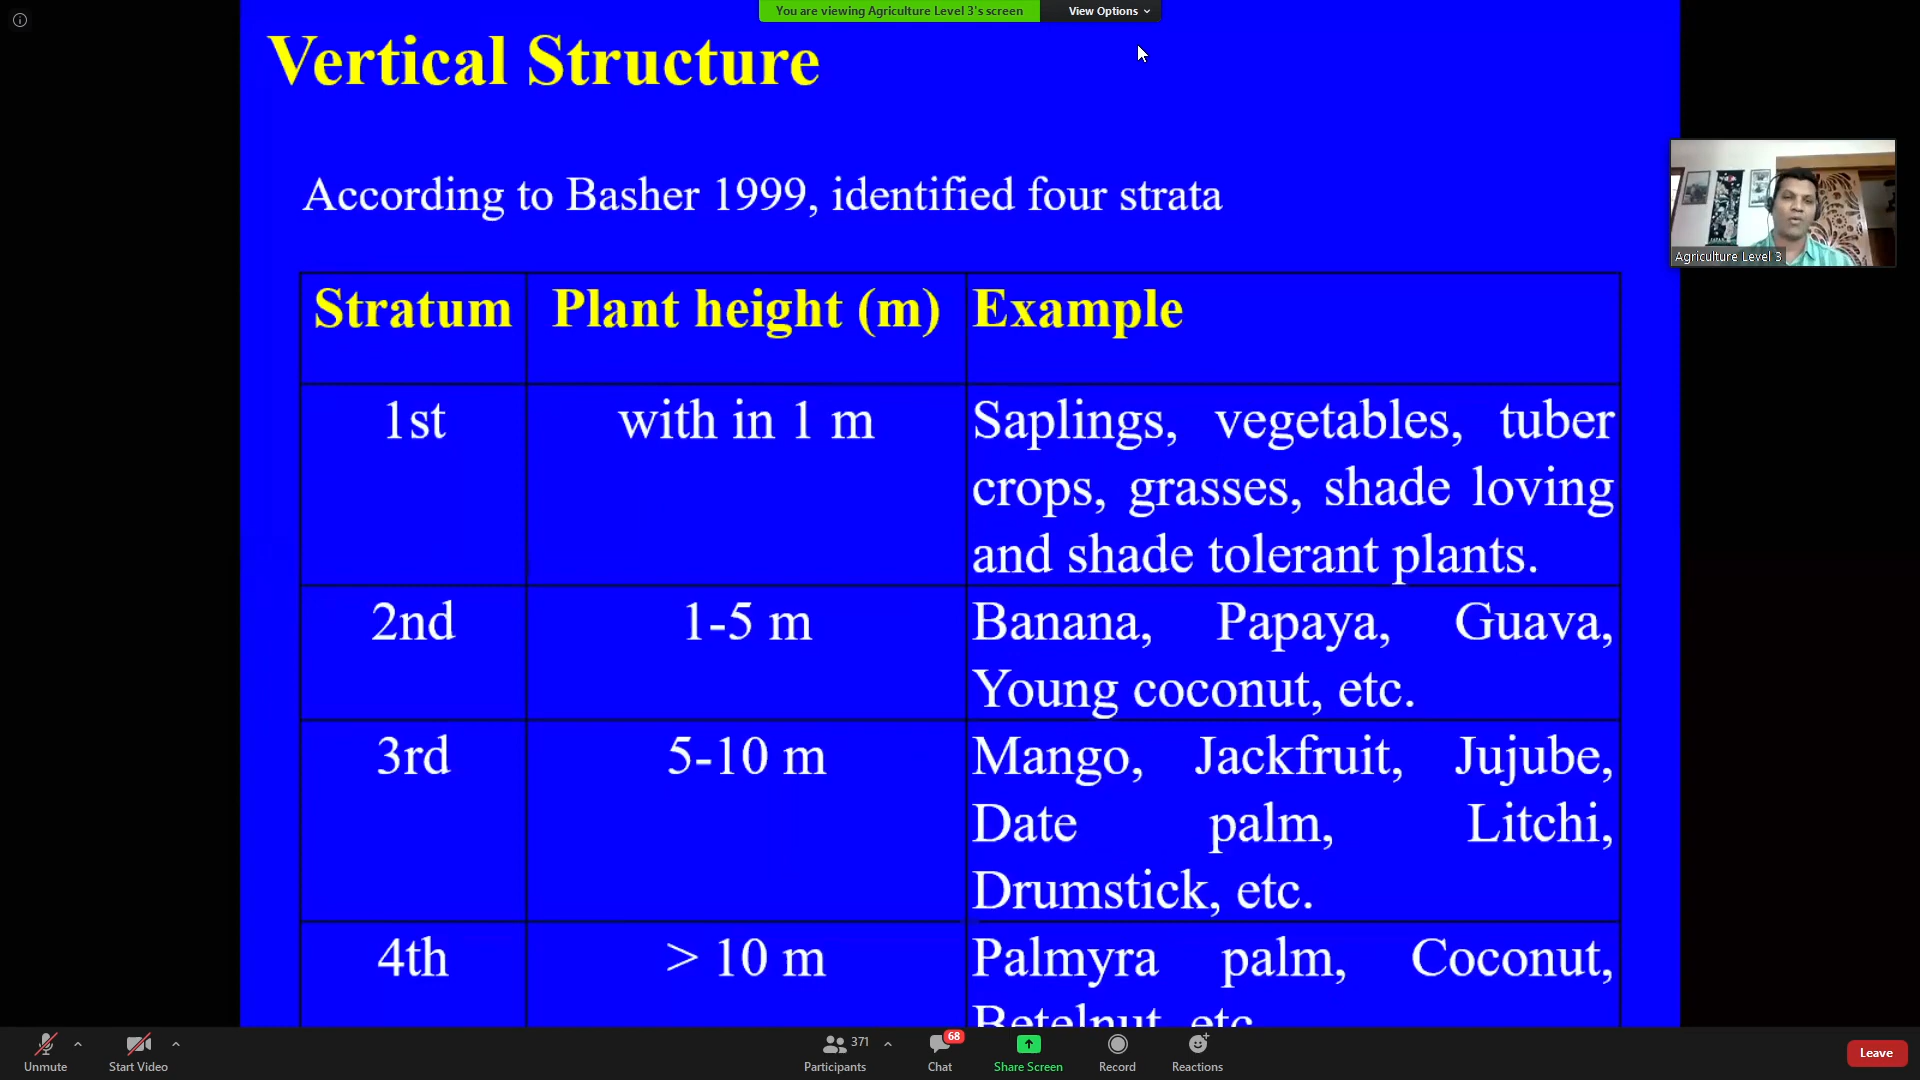 You are viewing Agriculture Level 3's screen
View Options
Vertical Structure
According to Basher 1999, identified four strata
Stratum Plant height (m) Example
1st with in 1 m Saplings, vegetables, tuber
crops, grasses, shade loving
and shade tolerant plants.
2nd 1-5 m Banana, Papaya, Guava,
Young coconut, etc.
3rd 5-10 m Mango, Jackfruit, Jujube,
Date palm, Litchi,
Drumstick, etc.
4th > 10 m Palmyra palm, Coconut,
Betelnut, etc
Agriculture Level 3
Unmute
Start Video
Participants 371
Chat 68
Share Screen
Record
Reactions
Leave